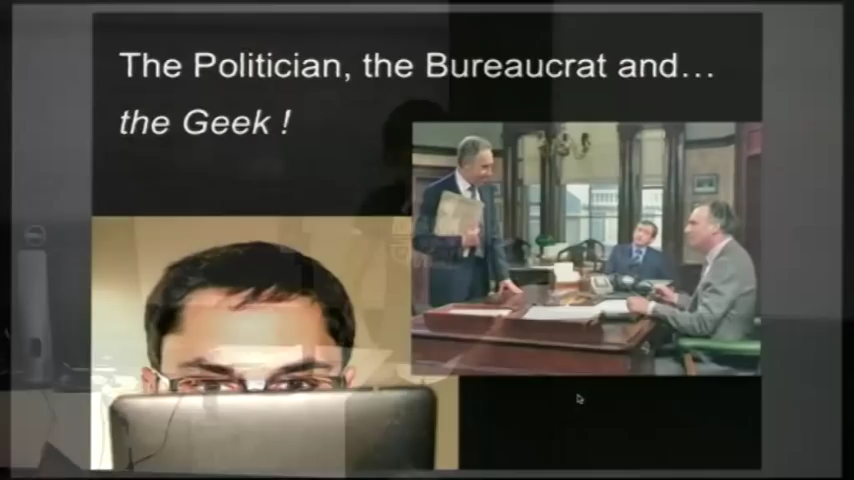 The Politician, the Bureaucrat and…
the Geek !